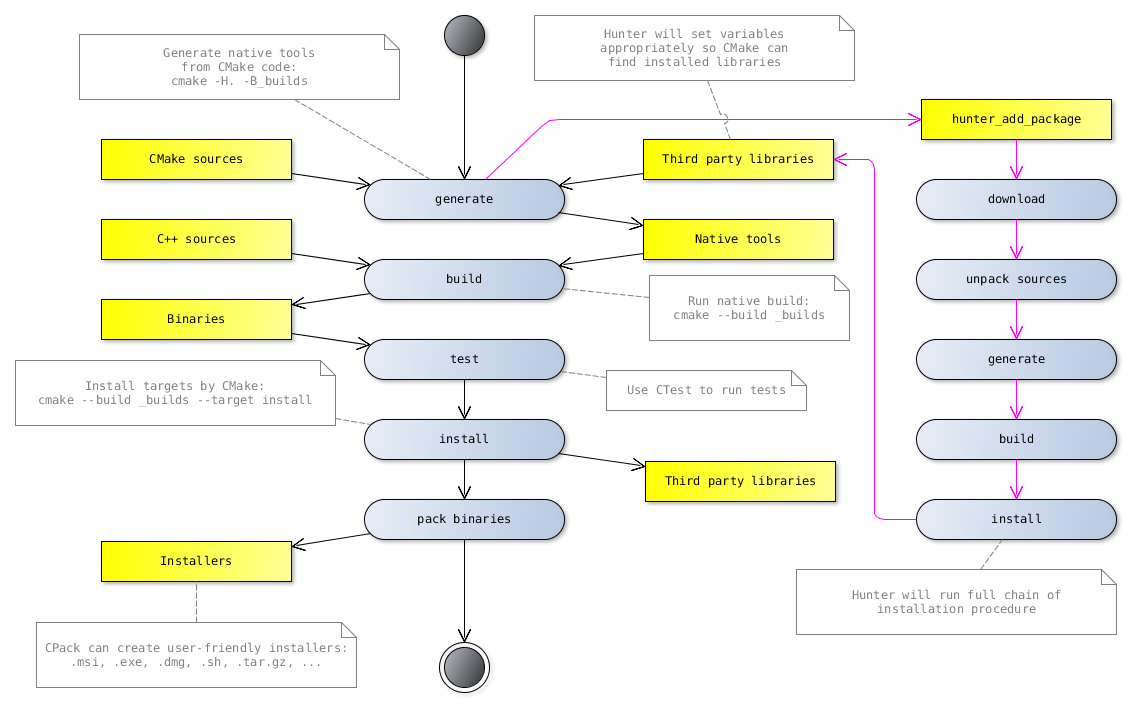 Generate native tools
from CMake code:
cmake -H. -B_builds
Hunter will set variables
appropriately so CMake can
find installed libraries
hunter_add_package
CMake sources
Third party libraries
generate
download
C++ sources
Native tools
build
unpack sources
Run native build:
cmake --build _builds
Binaries
test
generate
Use CTest to run tests
Install targets by CMake:
cmake --build _builds --target install
install
build
Third party libraries
pack binaries
install
Installers
Hunter will run full chain of
installation procedure
CPack can create user-friendly installers:
.msi, .exe, .dmg, .sh, .tar.gz, ...